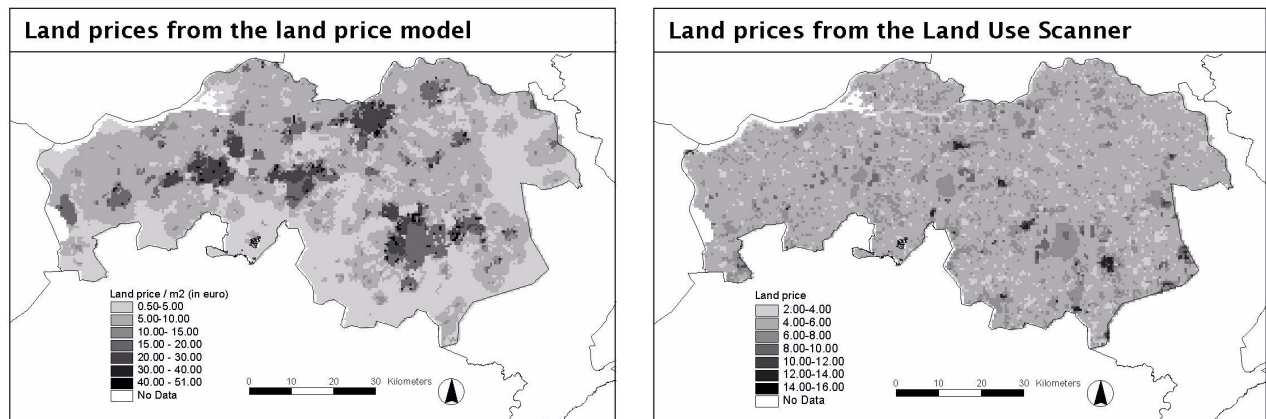 Land prices from the land price model
Land price / m2 (in euro)
0.50-5.00
5.00-10.00
10.00- 15.00
15.00 - 20.00
20.00 - 30.00
30.00 - 40.00
40.00 - 51.00
No Data
0 10 20 30 Kilometers
Land prices from the Land Use Scanner
Land price
2.00-4.00
4.00-6.00
6.00-8.00
8.00-10.00
10.00-12.00
12.00-14.00
14.00-16.00
No Data
0 10 20 30 Kilometers